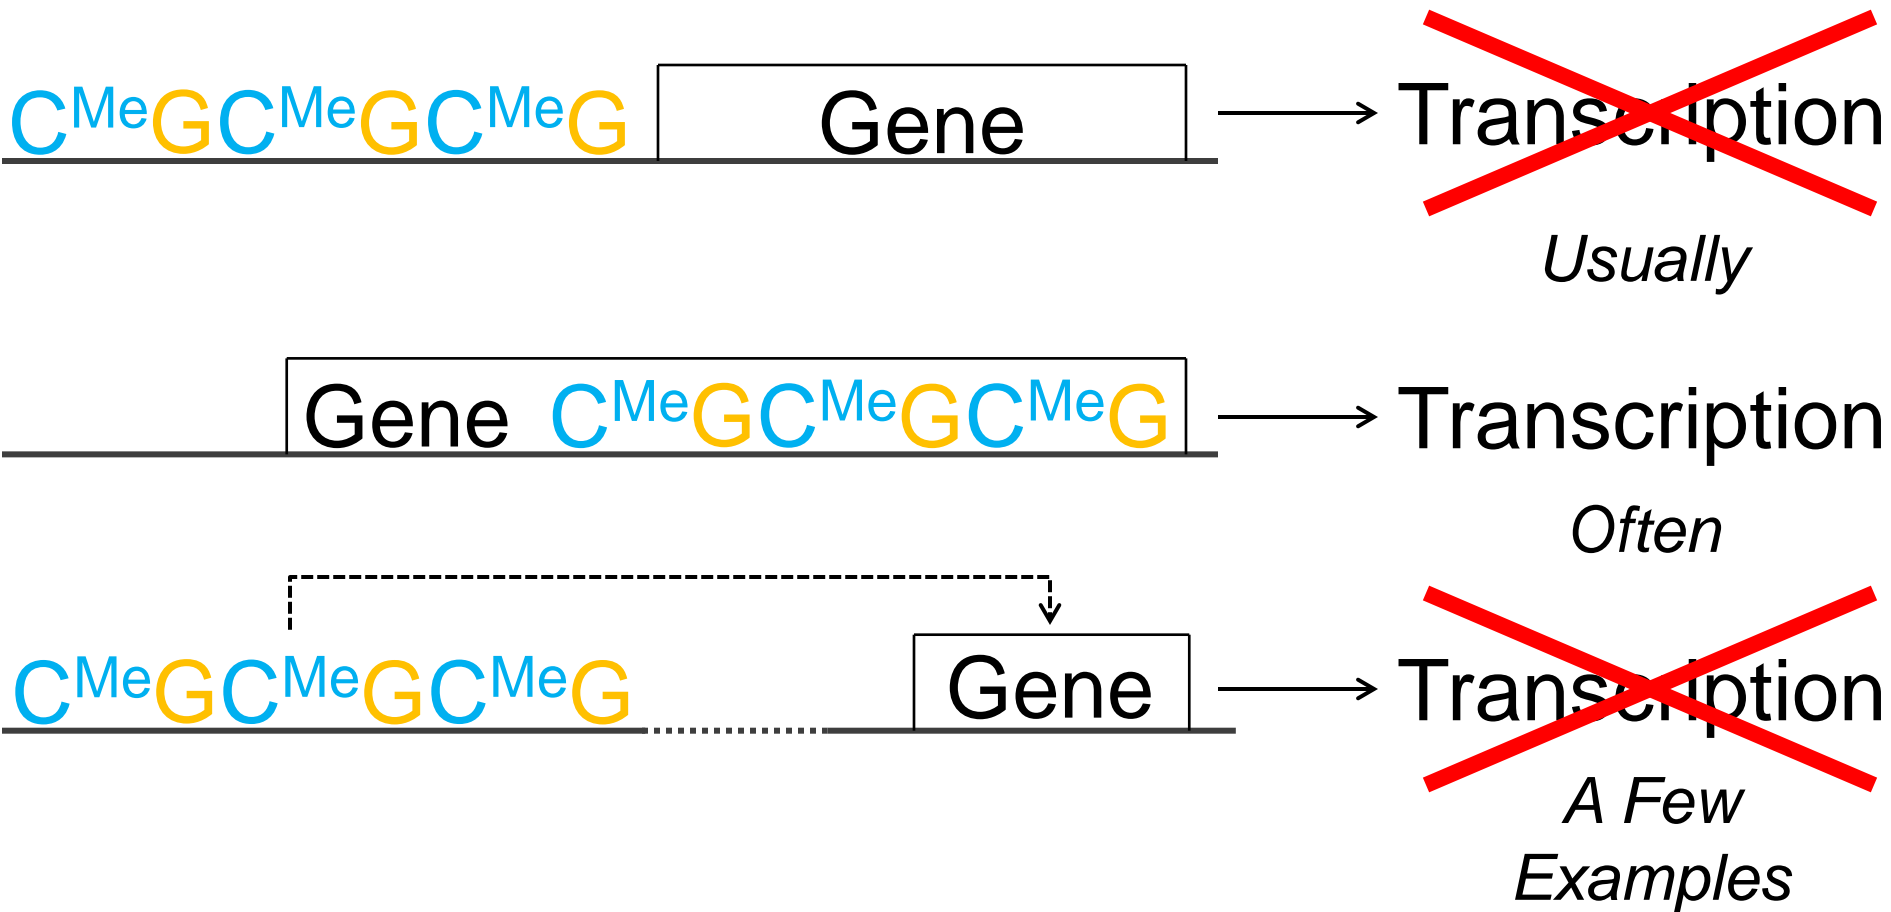 CMeGCMeGCMeG Gene Transcription
Usually
Gene CMeGCMeGCMeG Transcription
Often
CMeGCMeGCMeG Gene Transcription
A Few
Examples